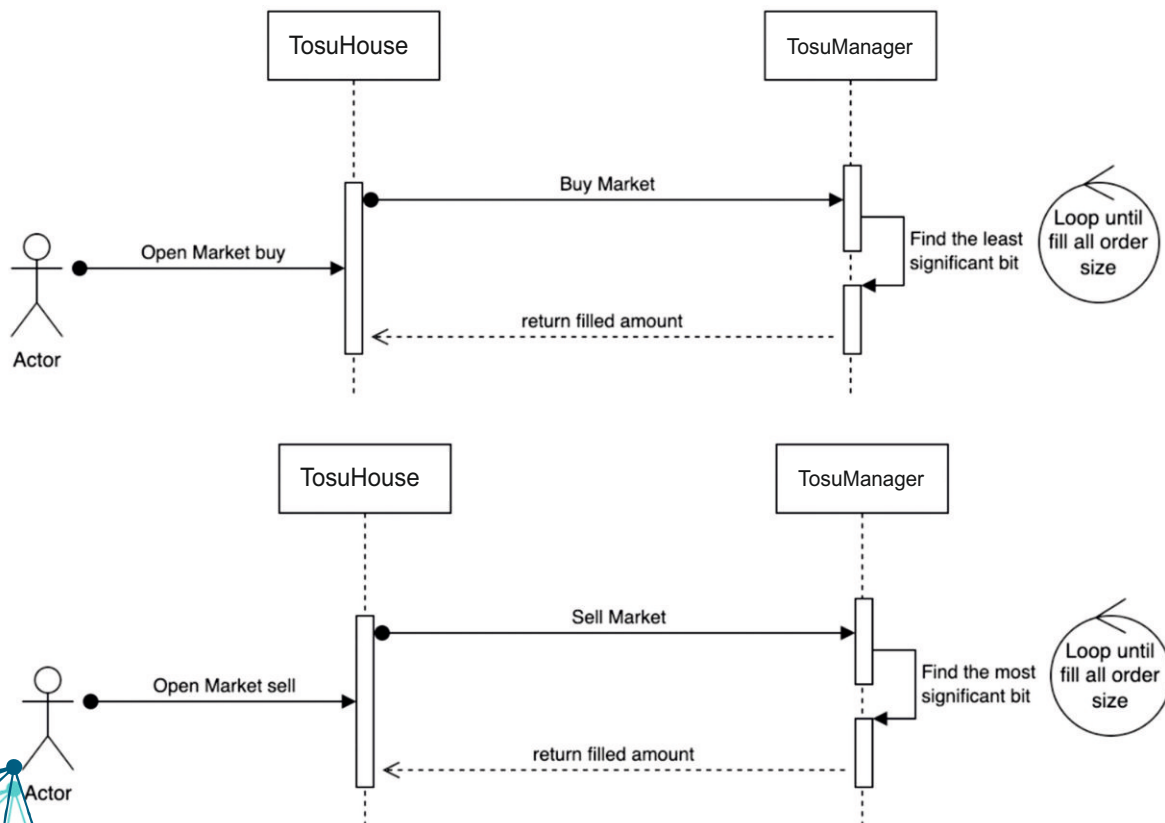 TosuHouse
TosuManager
Buy Market
Open Market buy
Find the least
significant bit
Loop until
fill all order
size
return filled amount
Actor
TosuHouse
TosuManager
Sell Market
Open Market sell
Find the most
significant bit
Loop until
fill all order
size
return filled amount
Actor